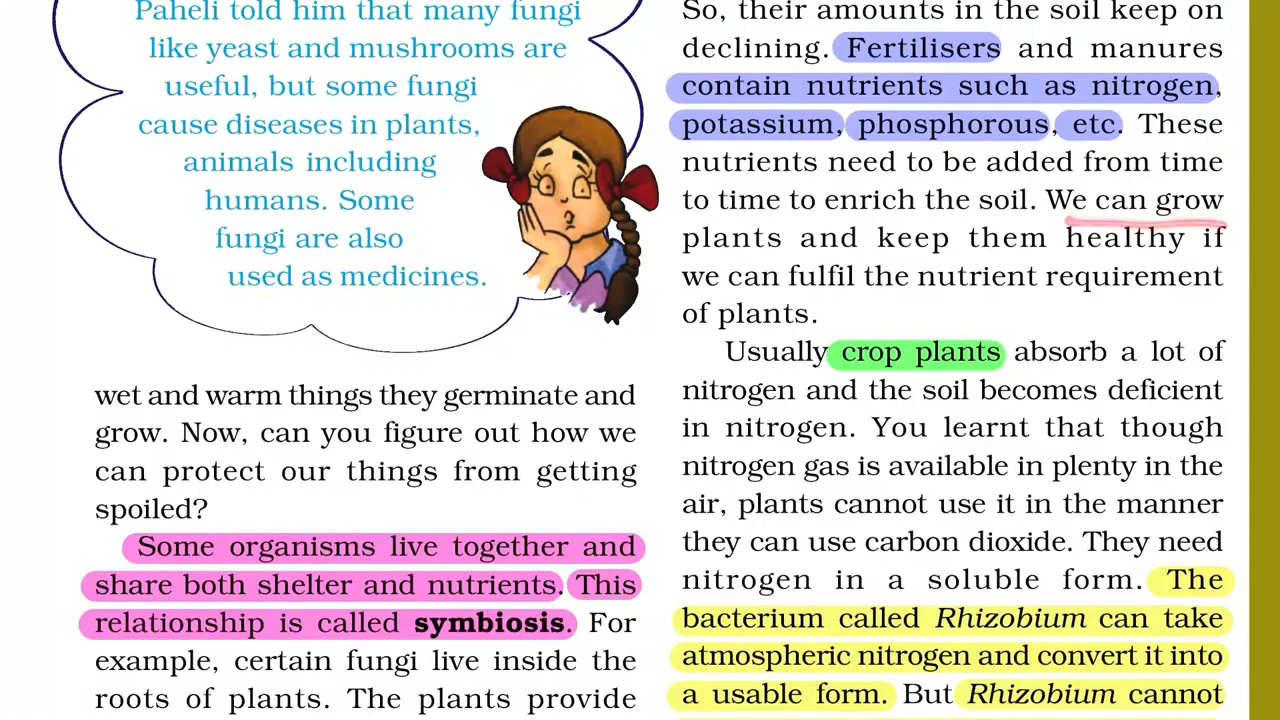 Paheli told him that many fungi
like yeast and mushrooms are
useful, but some fungi
cause diseases in plants,
animals including
humans. Some
fungi are also
used as medicines.
wet and warm things they germinate and
grow. Now, can you figure out how we
can protect our things from getting
spoiled?
Some organisms live together and
share both shelter and nutrients. This
relationship is called symbiosis. For
example, certain fungi live inside the
roots of plants. The plants provide
So, their amounts in the soil keep on
declining. Fertilisers and manures
contain nutrients such as nitrogen,
potassium, phosphorous, etc. These
nutrients need to be added from time
to time to enrich the soil. We can grow
plants and keep them healthy if
we can fulfil the nutrient requirement
of plants.
Usually crop plants absorb a lot of
nitrogen and the soil becomes deficient
in nitrogen. You learnt that though
nitrogen gas is available in plenty in the
air, plants cannot use it in the manner
they can use carbon dioxide. They need
nitrogen in a soluble form. The
bacterium called Rhizobium can take
atmospheric nitrogen and convert it into
a usable form. But Rhizobium cannot